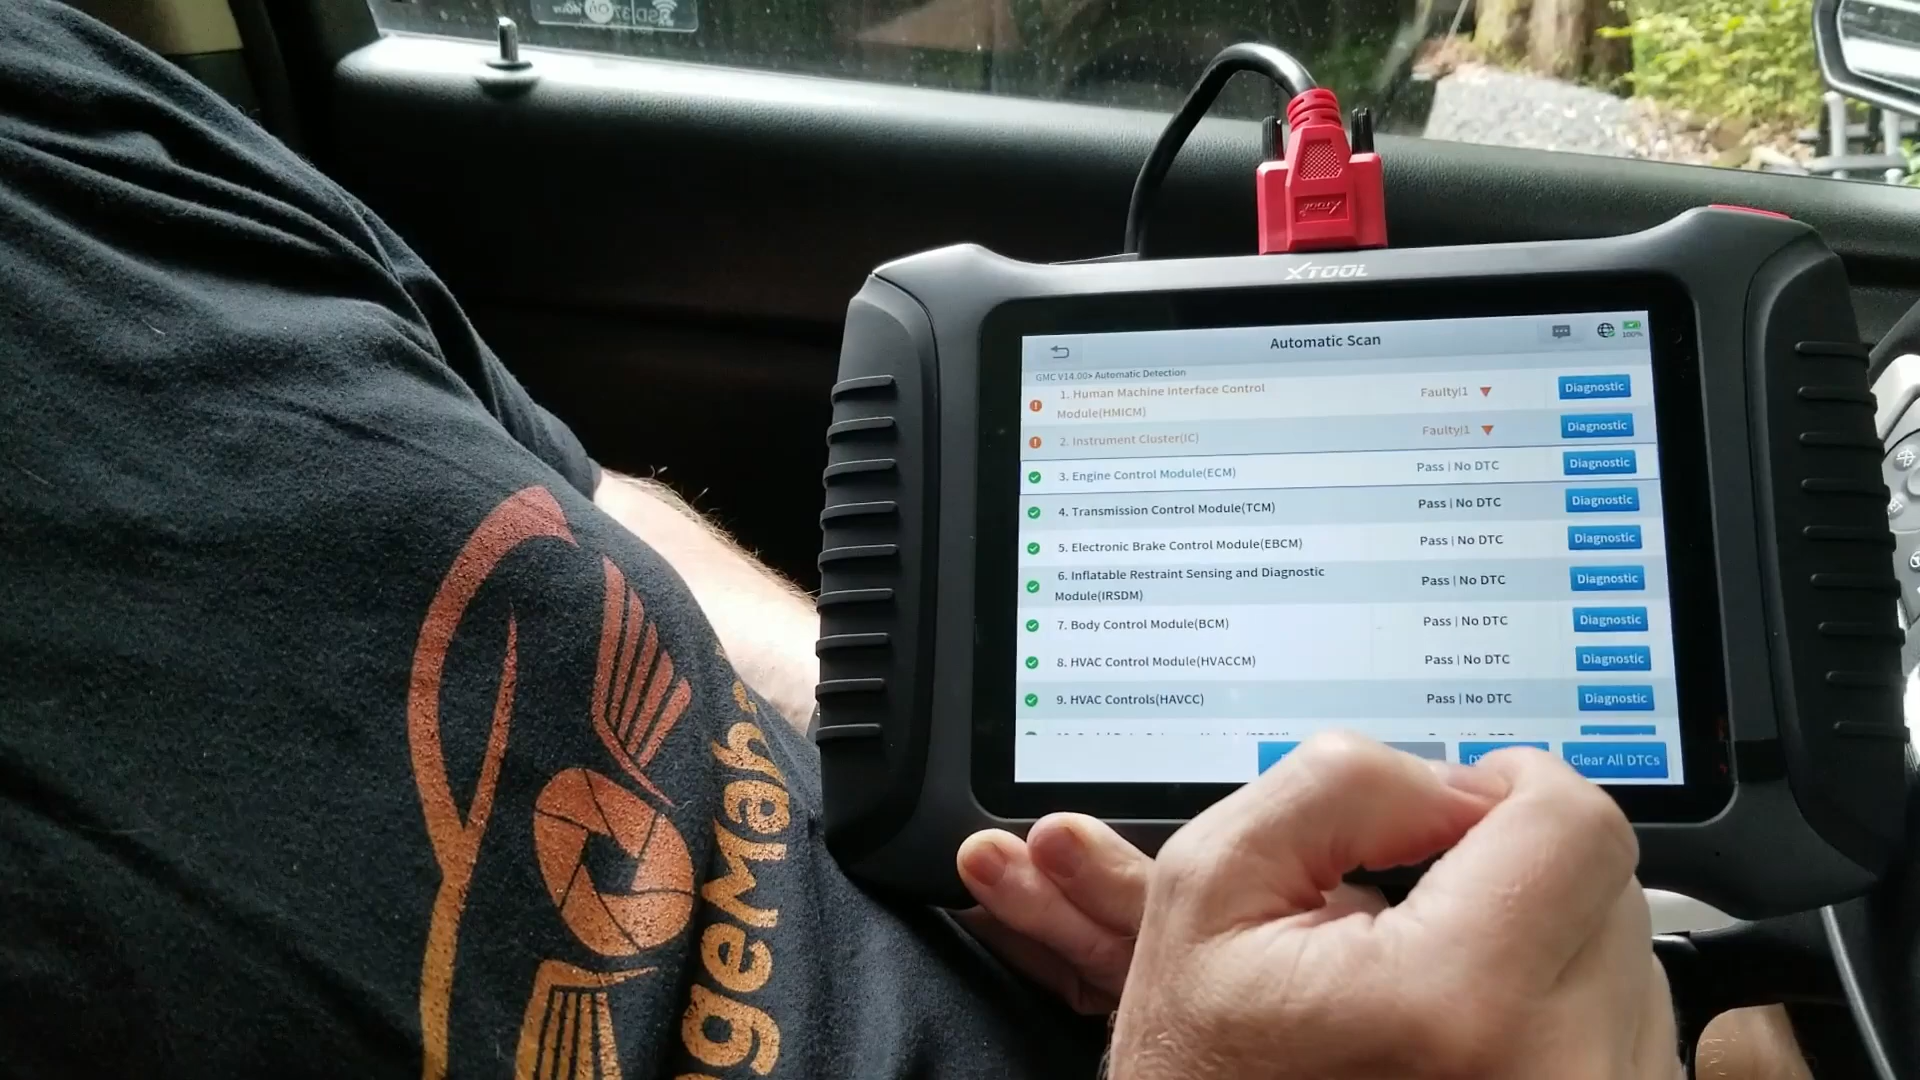 XTOOL
Automatic Scan
100%
GMC V14.00> Automatic Detection
1. Human Machine Interface Control
Module(HMICM)
Faulty|1
Diagnostic
2. Instrument Cluster(IC)
Faulty|1
Diagnostic
3. Engine Control Module(ECM)
Pass | No DTC
Diagnostic
4. Transmission Control Module(TCM)
Pass | No DTC
Diagnostic
5. Electronic Brake Control Module(EBCM)
Pass | No DTC
Diagnostic
6. Inflatable Restraint Sensing and Diagnostic
Module(IRSDM)
Pass | No DTC
Diagnostic
7. Body Control Module(BCM)
Pass | No DTC
Diagnostic
8. HVAC Control Module(HVACCM)
Pass | No DTC
Diagnostic
9. HVAC Controls(HAVCC)
Pass | No DTC
Diagnostic
Clear All DTCs
geMah